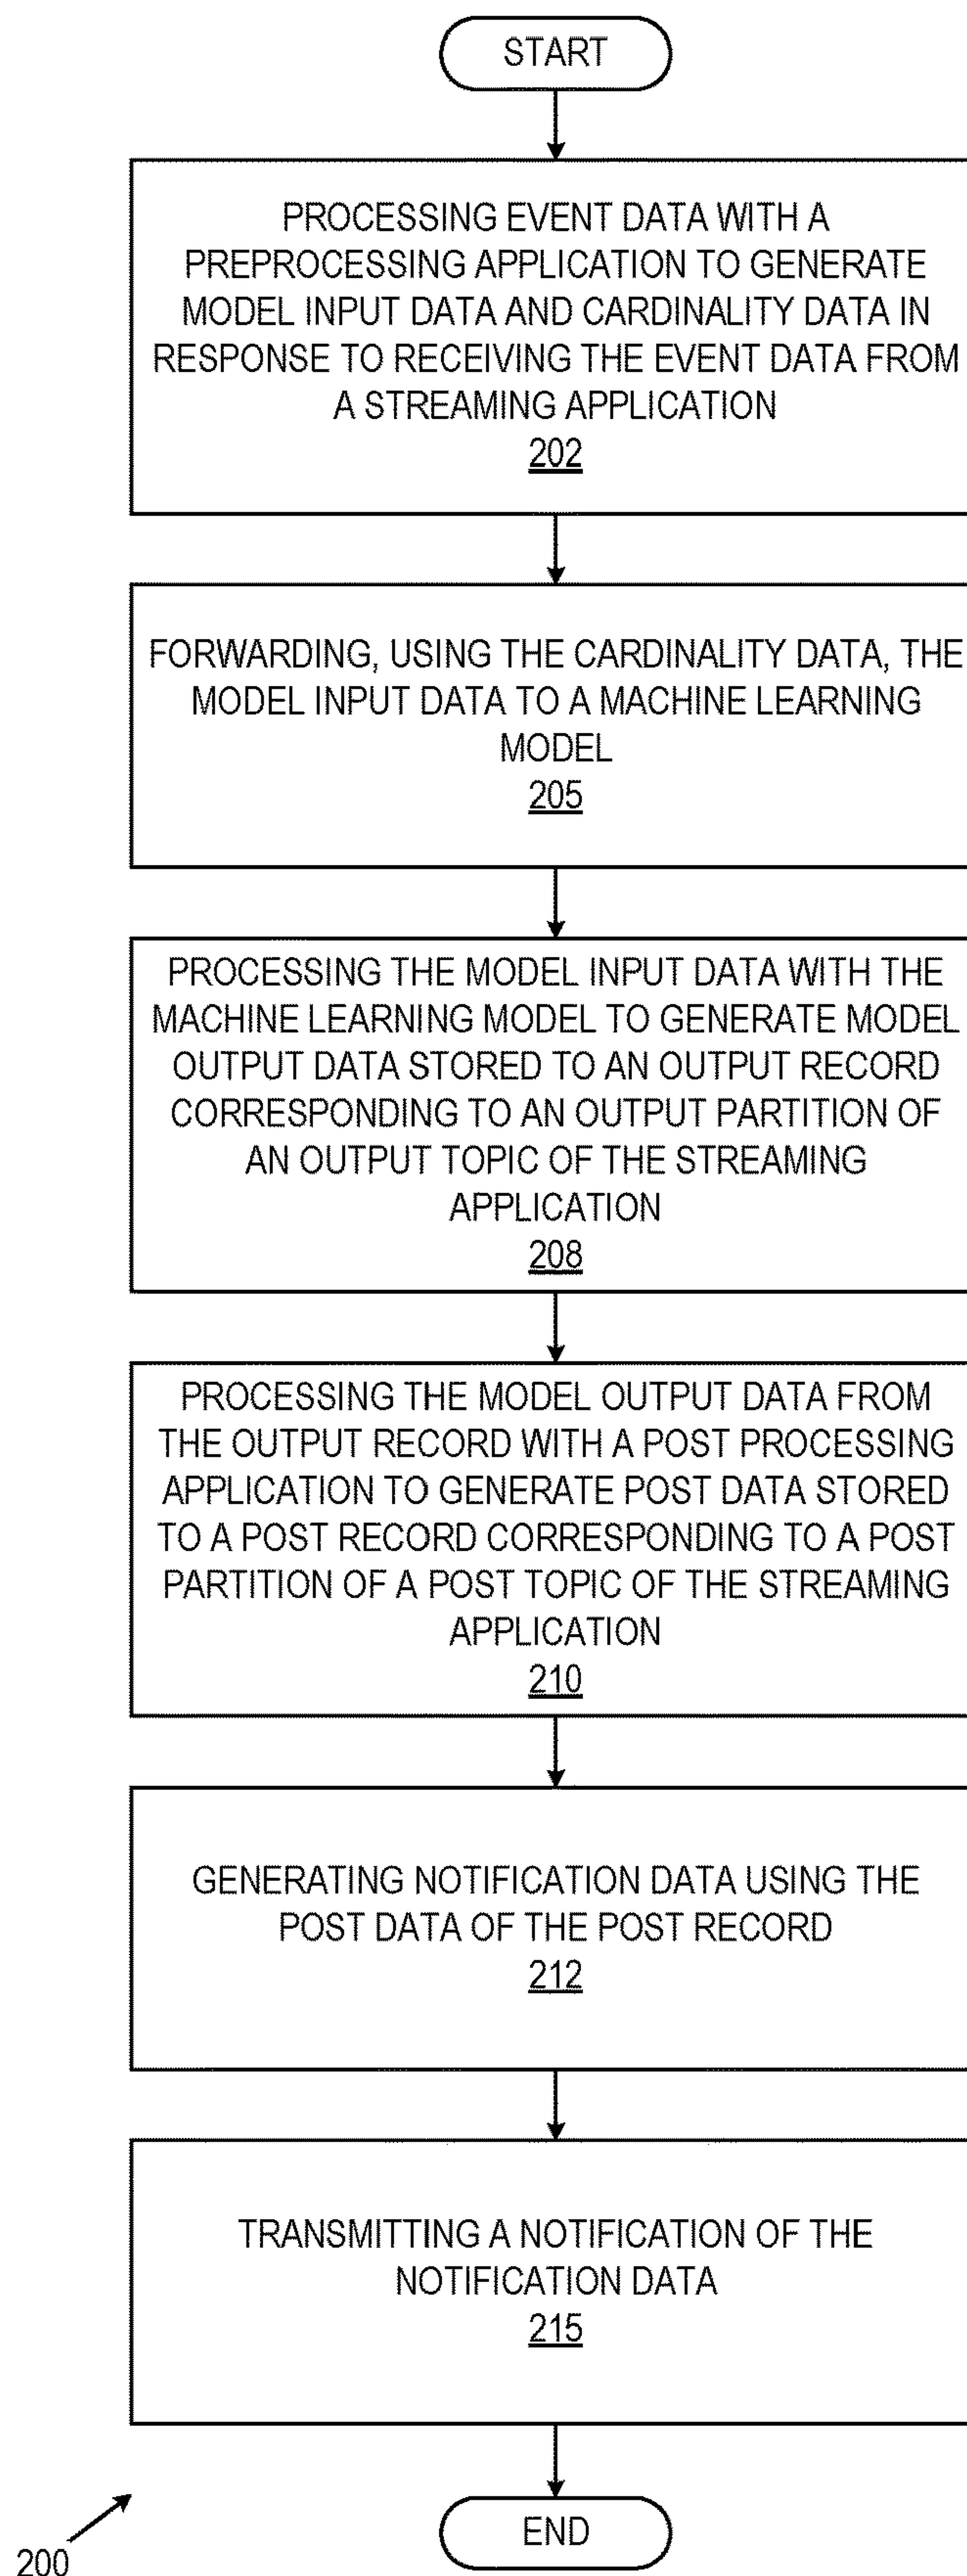 START
PROCESSING EVENT DATA WITH A
PREPROCESSING APPLICATION TO GENERATE
MODEL INPUT DATA AND CARDINALITY DATA IN
RESPONSE TO RECEIVING THE EVENT DATA FROM
A STREAMING APPLICATION
202
FORWARDING, USING THE CARDINALITY DATA, THE
MODEL INPUT DATA TO A MACHINE LEARNING
MODEL
205
PROCESSING THE MODEL INPUT DATA WITH THE
MACHINE LEARNING MODEL TO GENERATE MODEL
OUTPUT DATA STORED TO AN OUTPUT RECORD
CORRESPONDING TO AN OUTPUT PARTITION OF
AN OUTPUT TOPIC OF THE STREAMING
APPLICATION
208
PROCESSING THE MODEL OUTPUT DATA FROM
THE OUTPUT RECORD WITH A POST PROCESSING
APPLICATION TO GENERATE POST DATA STORED
TO A POST RECORD CORRESPONDING TO A POST
PARTITION OF A POST TOPIC OF THE STREAMING
APPLICATION
210
GENERATING NOTIFICATION DATA USING THE
POST DATA OF THE POST RECORD
212
TRANSMITTING A NOTIFICATION OF THE
NOTIFICATION DATA
215
END
200